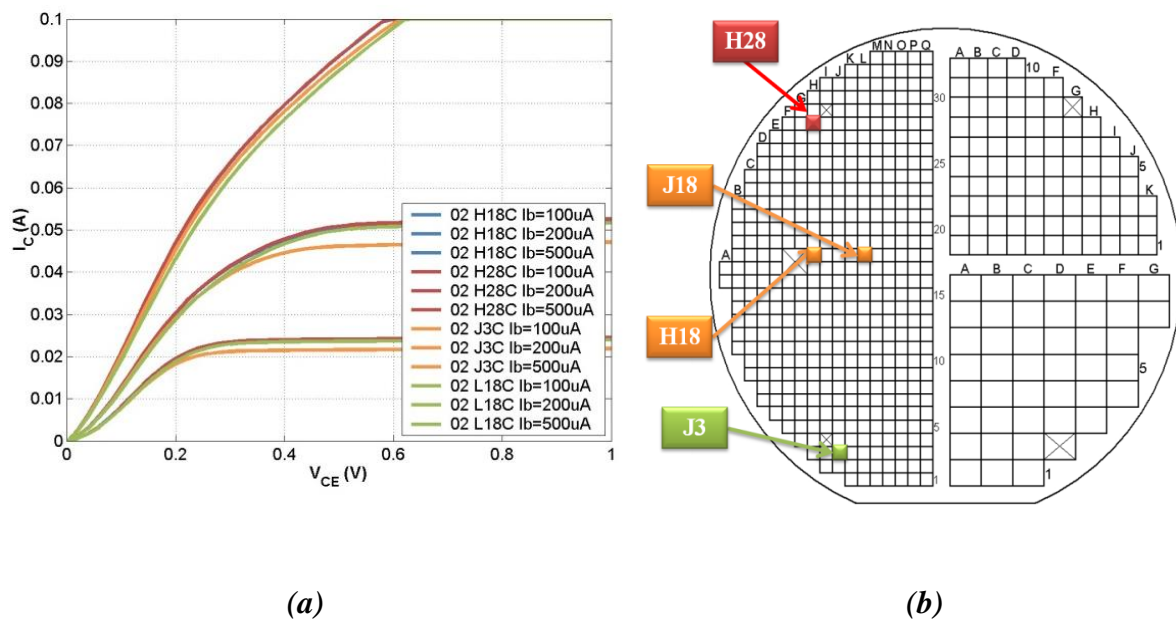 0.1
0.09
0.08
0.07
0.06
0.05
0.04
0.03
0.02
0.01
0
0 0.2 0.4 0.6 0.8 1
I_C (A)
V_CE (V)
02 H18C Ib=100uA
02 H18C Ib=200uA
02 H18C Ib=500uA
02 H28C Ib=100uA
02 H28C Ib=200uA
02 H28C Ib=500uA
02 J3C Ib=100uA
02 J3C Ib=200uA
02 J3C Ib=500uA
02 L18C Ib=100uA
02 L18C Ib=200uA
02 L18C Ib=500uA
H28
J18
H18
J3
A B C D E F G H I J K L M N O P Q
30
25
20
15
10
5
1
A B C D
10
F
G
H
I
J
5
K
1
A B C D E F G
5
1
(a) (b)